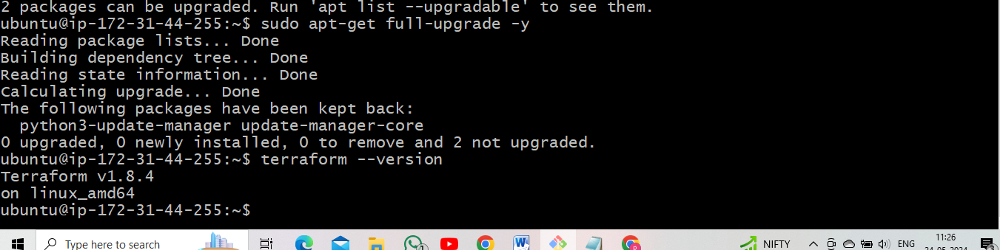 2 packages can be upgraded. Run 'apt list --upgradable' to see them.
ubuntu@ip-172-31-44-255:~$ sudo apt-get full-upgrade -y
Reading package lists... Done
Building dependency tree... Done
Reading state information... Done
Calculating upgrade... Done
The following packages have been kept back:
  python3-update-manager update-manager-core
0 upgraded, 0 newly installed, 0 to remove and 2 not upgraded.
ubuntu@ip-172-31-44-255:~$ terraform --version
Terraform v1.8.4
on linux_amd64
ubuntu@ip-172-31-44-255:~$
Type here to search
NIFTY
ENG
11:26
24-05-2024